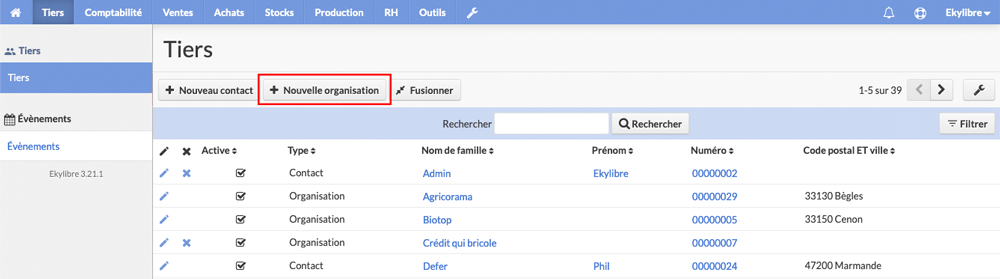 Tiers Comptabilité Ventes Achats Stocks Production RH Outils Ekylibre
Tiers
Tiers
Évènements
Évènements
Ekylibre 3.21.1
Tiers
Nouveau contact Nouvelle organisation Fusionner 1-5 sur 39
Rechercher Rechercher Filtrer
Active Type Nom de famille Prénom Numéro Code postal ET ville
Contact Admin Ekylibre 00000002
Organisation Agricorama 00000029 33130 Bègles
Organisation Biotop 00000005 33150 Cenon
Organisation Crédit qui bricole 00000007
Contact Defer Phil 00000024 47200 Marmande